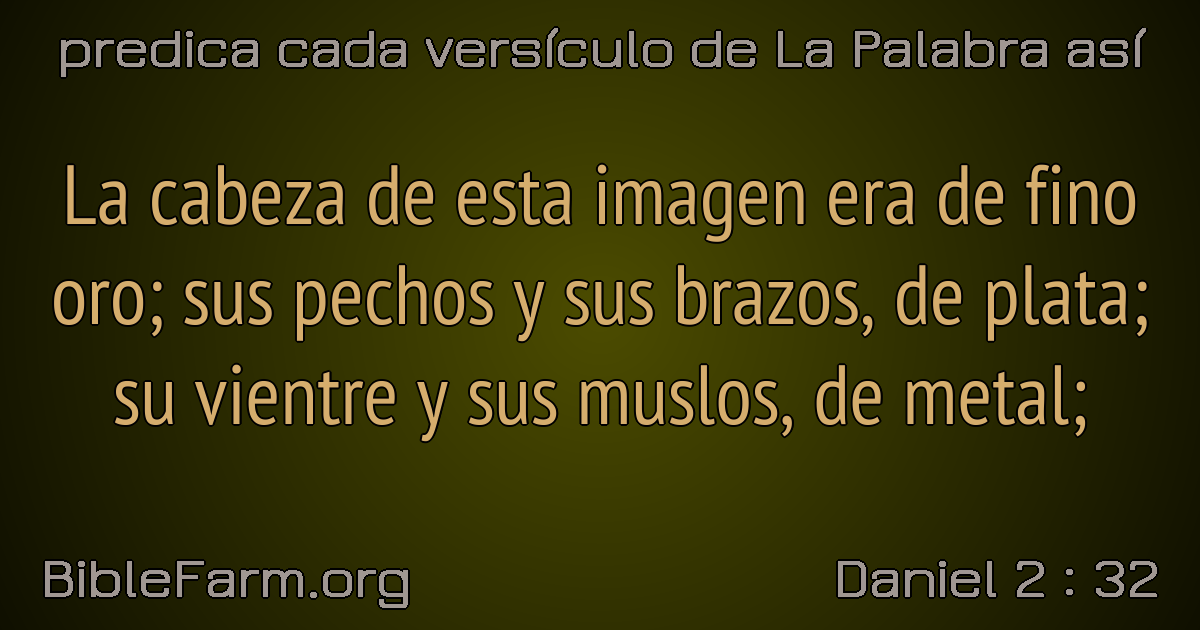 predica cada versículo de La Palabra así
La cabeza de esta imagen era de fino
oro; sus pechos y sus brazos, de plata;
su vientre y sus muslos, de metal;
BibleFarm.org
Daniel 2 : 32